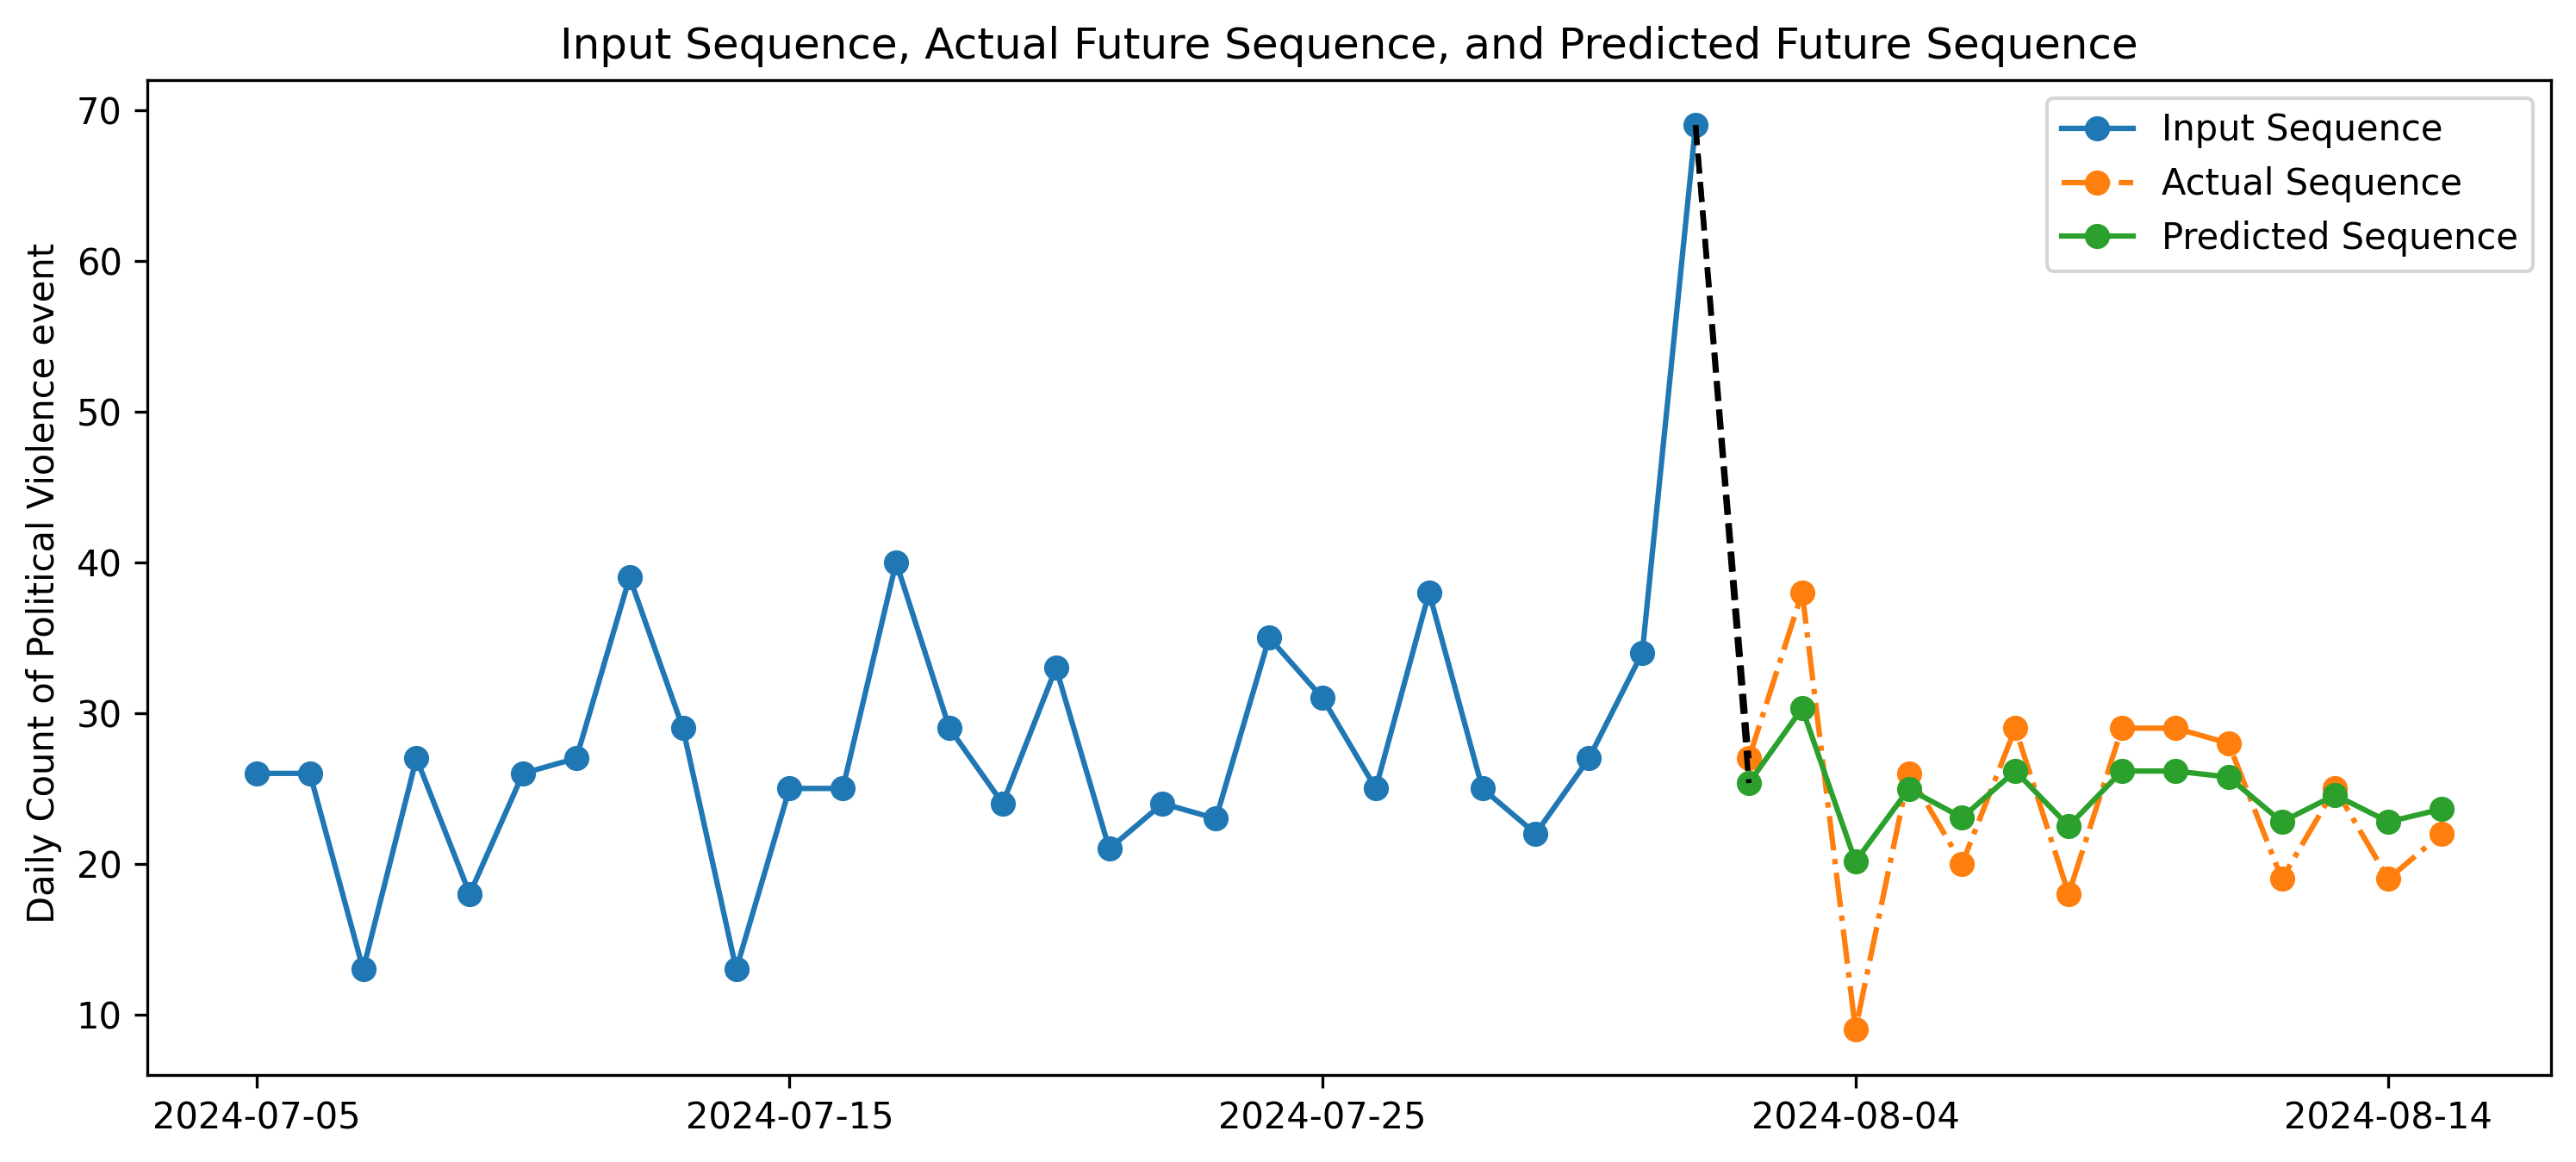 Input Sequence, Actual Future Sequence, and Predicted Future Sequence
Daily Count of Political Violence event
70
60
50
40
30
20
10
Input Sequence
Actual Sequence
Predicted Sequence
2024-07-05
2024-07-15
2024-07-25
2024-08-04
2024-08-14